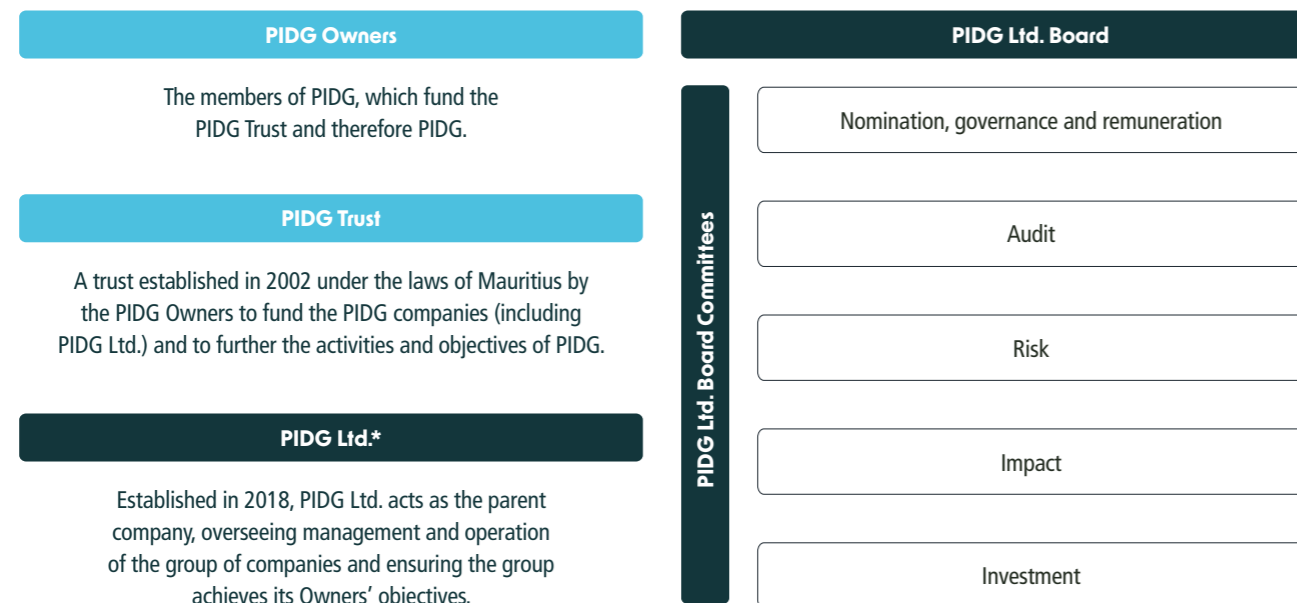 PIDG Owners
The members of PIDG, which fund the
PIDG Trust and therefore PIDG.
PIDG Trust
A trust established in 2002 under the laws of Mauritius by
the PIDG Owners to fund the PIDG companies (including
PIDG Ltd.) and to further the activities and objectives of PIDG.
PIDG Ltd.*
Established in 2018, PIDG Ltd. acts as the parent
company, overseeing management and operation
of the group of companies and ensuring the group
achieves its Owners’ objectives.
PIDG Ltd. Board
PIDG Ltd. Board Committees
Nomination, governance and remuneration
Audit
Risk
Impact
Investment